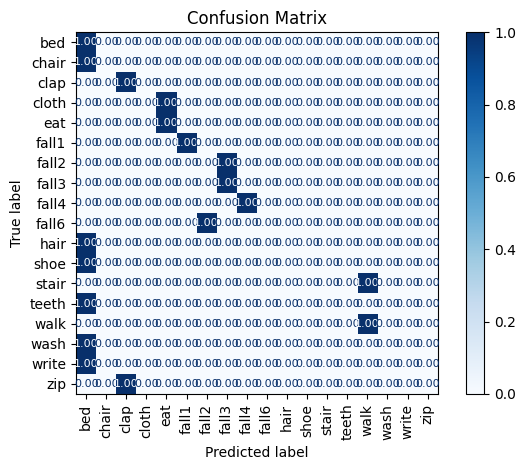 Confusion Matrix
bed 1.00 0.00 0.00 0.00 0.00 0.00 0.00 0.00 0.00 0.00 0.00 0.00 0.00 0.00 0.00 0.00 0.00 0.00
chair 1.00 0.00 0.00 0.00 0.00 0.00 0.00 0.00 0.00 0.00 0.00 0.00 0.00 0.00 0.00 0.00 0.00 0.00
clap 0.00 0.00 1.00 0.00 0.00 0.00 0.00 0.00 0.00 0.00 0.00 0.00 0.00 0.00 0.00 0.00 0.00 0.00
cloth 0.00 0.00 0.00 0.00 1.00 0.00 0.00 0.00 0.00 0.00 0.00 0.00 0.00 0.00 0.00 0.00 0.00 0.00
eat 0.00 0.00 0.00 0.00 1.00 0.00 0.00 0.00 0.00 0.00 0.00 0.00 0.00 0.00 0.00 0.00 0.00 0.00
fall1 0.00 0.00 0.00 0.00 0.00 1.00 0.00 0.00 0.00 0.00 0.00 0.00 0.00 0.00 0.00 0.00 0.00 0.00
fall2 0.00 0.00 0.00 0.00 0.00 0.00 0.00 1.00 0.00 0.00 0.00 0.00 0.00 0.00 0.00 0.00 0.00 0.00
fall3 0.00 0.00 0.00 0.00 0.00 0.00 0.00 1.00 0.00 0.00 0.00 0.00 0.00 0.00 0.00 0.00 0.00 0.00
fall4 0.00 0.00 0.00 0.00 0.00 0.00 0.00 0.00 1.00 0.00 0.00 0.00 0.00 0.00 0.00 0.00 0.00 0.00
fall6 0.00 0.00 0.00 0.00 0.00 0.00 1.00 0.00 0.00 0.00 0.00 0.00 0.00 0.00 0.00 0.00 0.00 0.00
hair 1.00 0.00 0.00 0.00 0.00 0.00 0.00 0.00 0.00 0.00 0.00 0.00 0.00 0.00 0.00 0.00 0.00 0.00
shoe 1.00 0.00 0.00 0.00 0.00 0.00 0.00 0.00 0.00 0.00 0.00 0.00 0.00 0.00 0.00 0.00 0.00 0.00
stair 0.00 0.00 0.00 0.00 0.00 0.00 0.00 0.00 0.00 0.00 0.00 0.00 0.00 0.00 1.00 0.00 0.00 0.00
teeth 1.00 0.00 0.00 0.00 0.00 0.00 0.00 0.00 0.00 0.00 0.00 0.00 0.00 0.00 0.00 0.00 0.00 0.00
walk 0.00 0.00 0.00 0.00 0.00 0.00 0.00 0.00 0.00 0.00 0.00 0.00 0.00 0.00 1.00 0.00 0.00 0.00
wash 1.00 0.00 0.00 0.00 0.00 0.00 0.00 0.00 0.00 0.00 0.00 0.00 0.00 0.00 0.00 0.00 0.00 0.00
write 1.00 0.00 0.00 0.00 0.00 0.00 0.00 0.00 0.00 0.00 0.00 0.00 0.00 0.00 0.00 0.00 0.00 0.00
zip 0.00 0.00 1.00 0.00 0.00 0.00 0.00 0.00 0.00 0.00 0.00 0.00 0.00 0.00 0.00 0.00 0.00 0.00
True label
bed chair clap cloth eat fall1 fall2 fall3 fall4 fall6 hair shoe stair teeth walk wash write zip
Predicted label
1.0
0.8
0.6
0.4
0.2
0.0